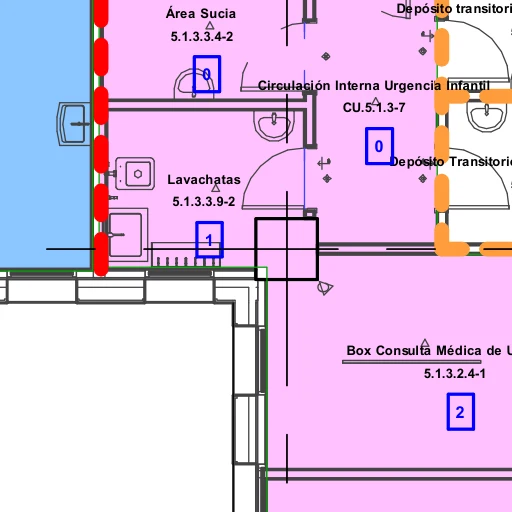 Depósito transitori
Área Sucia
5.1.3.3.4-2
0
Circulación Interna Urgencia Infantil
CU.5.1.3-7
0
Depósito Transitori
Lavachatas
5.1.3.3.9-2
1
Box Consulta Médica de U
5.1.3.2.4-1
2